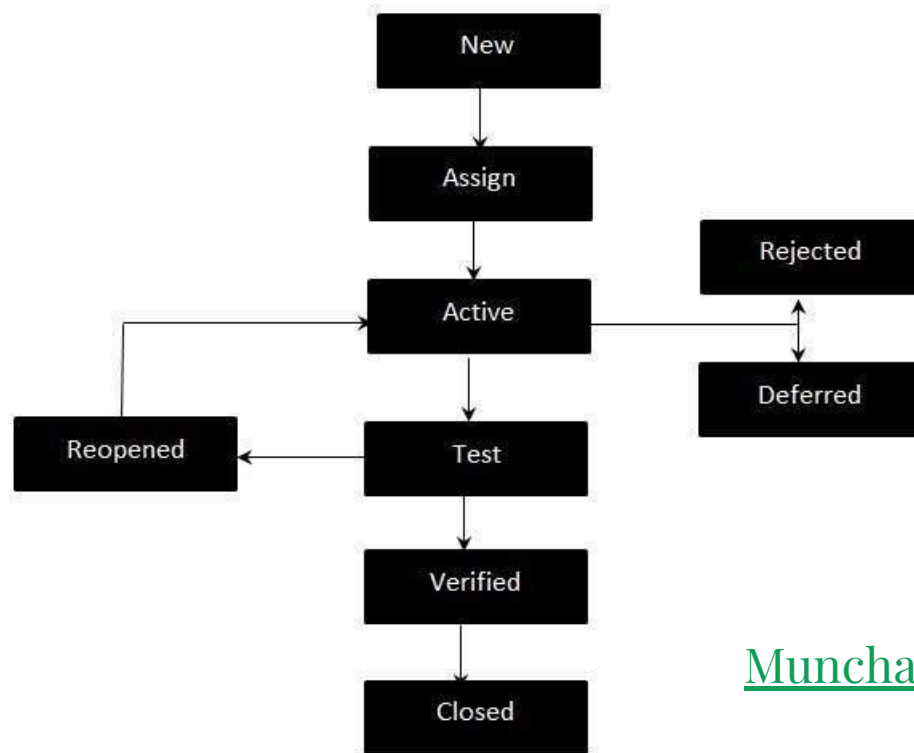 New
Assign
Rejected
Active
Deferred
Reopened
Test
Verified
Muncha
Closed